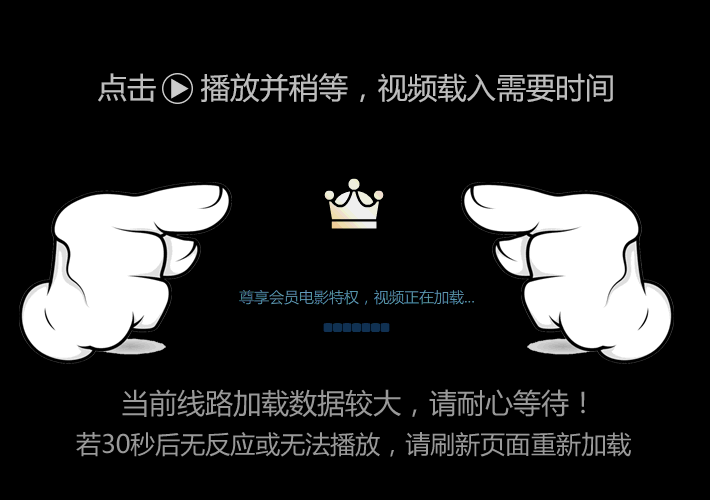 点击 播放并稍等，视频载入需要时间
尊享会员电影特权，视频正在加载...
当前线路加载数据较大，请耐心等待！
若30秒后无反应或无法播放，请刷新页面重新加载